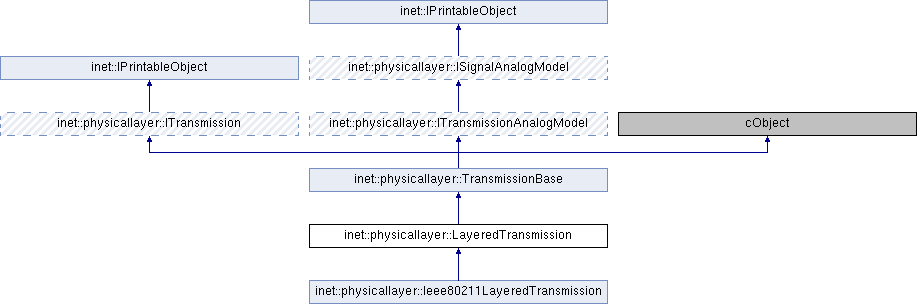 inet::IPrintableObject
inet::IPrintableObject
inet::physicallayer::ISignalAnalogModel
inet::physicallayer::ITransmission
inet::physicallayer::ITransmissionAnalogModel
cObject
inet::physicallayer::TransmissionBase
inet::physicallayer::LayeredTransmission
inet::physicallayer::Ieee80211LayeredTransmission